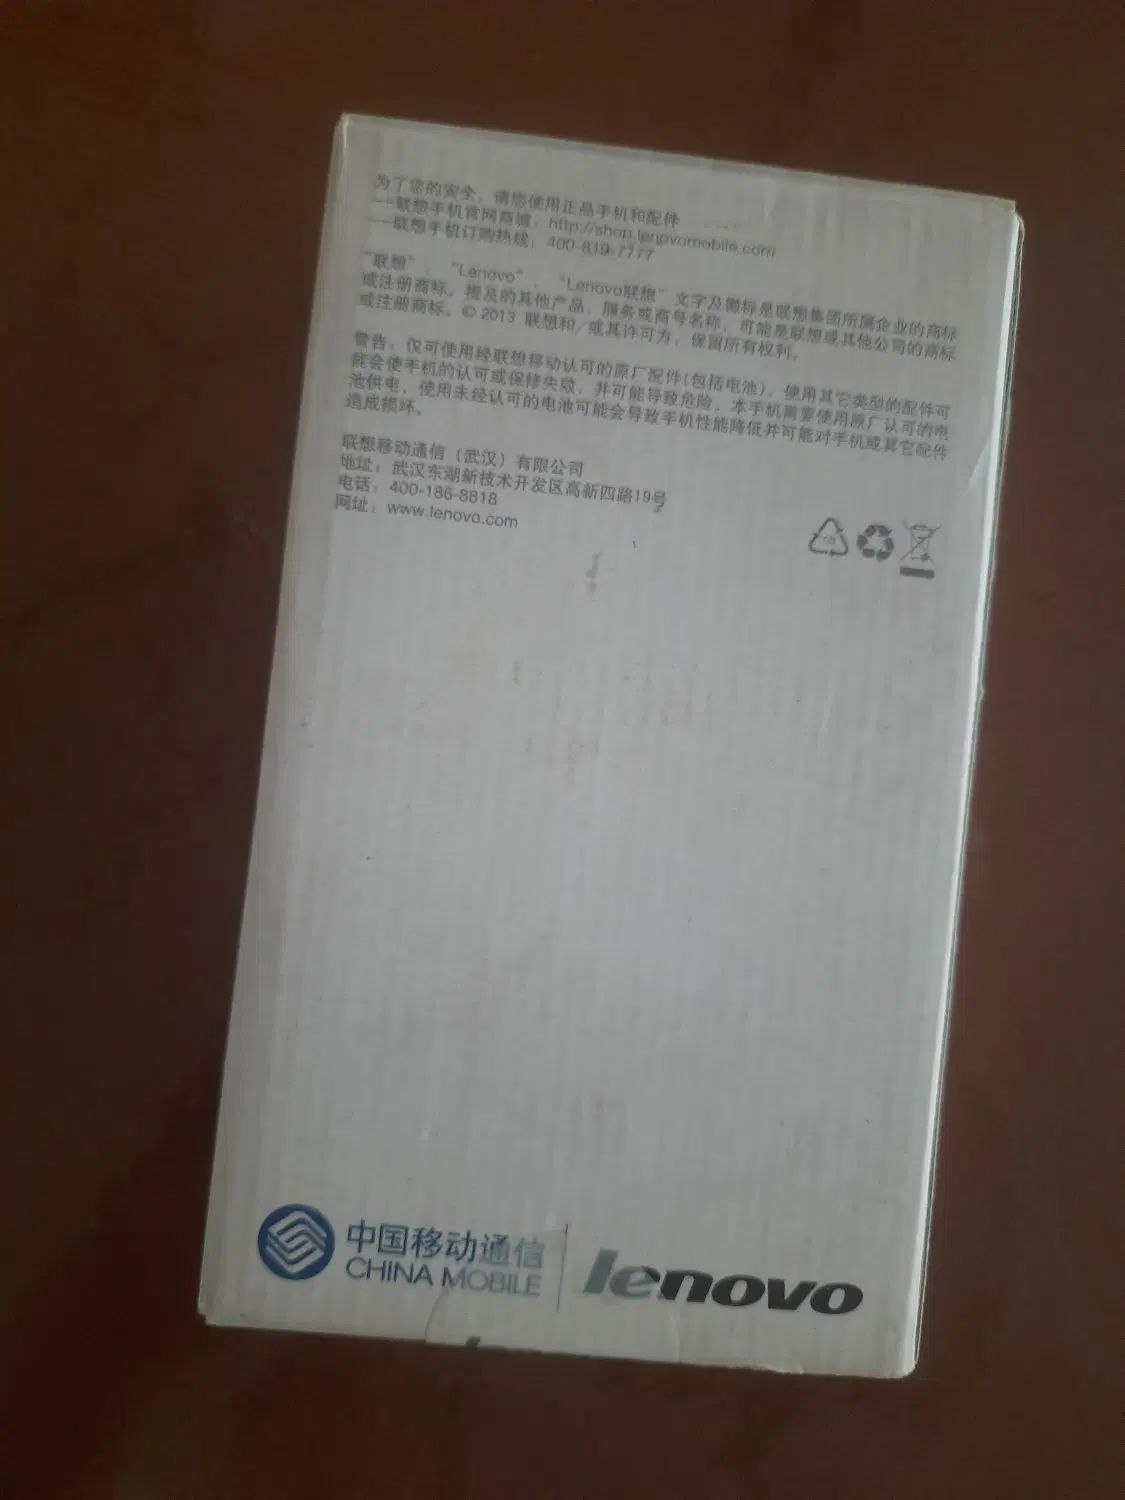 为了您的安全，请您使用正品手机和配件
——联想手机官网商城：http://shop.lenovomobile.com
——联想手机订购热线：400-819-7777
“联想”、“Lenovo”、“Lenovo联想”文字及徽标是联想集团所属企业的商标
或注册商标。提及的其他产品、服务或商号名称，可能是联想或其他公司的商标
或注册商标。© 2013 联想和/或其许可方，保留所有权利。
警告：仅可使用经联想移动认可的原厂配件(包括电池)。使用其它类型的配件可
能会使手机的认可或保修失效，并可能导致危险。本手机需要使用原厂认可的电
池供电，使用未经认可的电池可能会导致手机性能降低并可能对手机或其它配件
造成损坏。
联想移动通信（武汉）有限公司
地址：武汉东湖新技术开发区高新四路19号
电话：400-186-8818
网址：www.lenovo.com
中国移动通信
CHINA MOBILE
lenovo